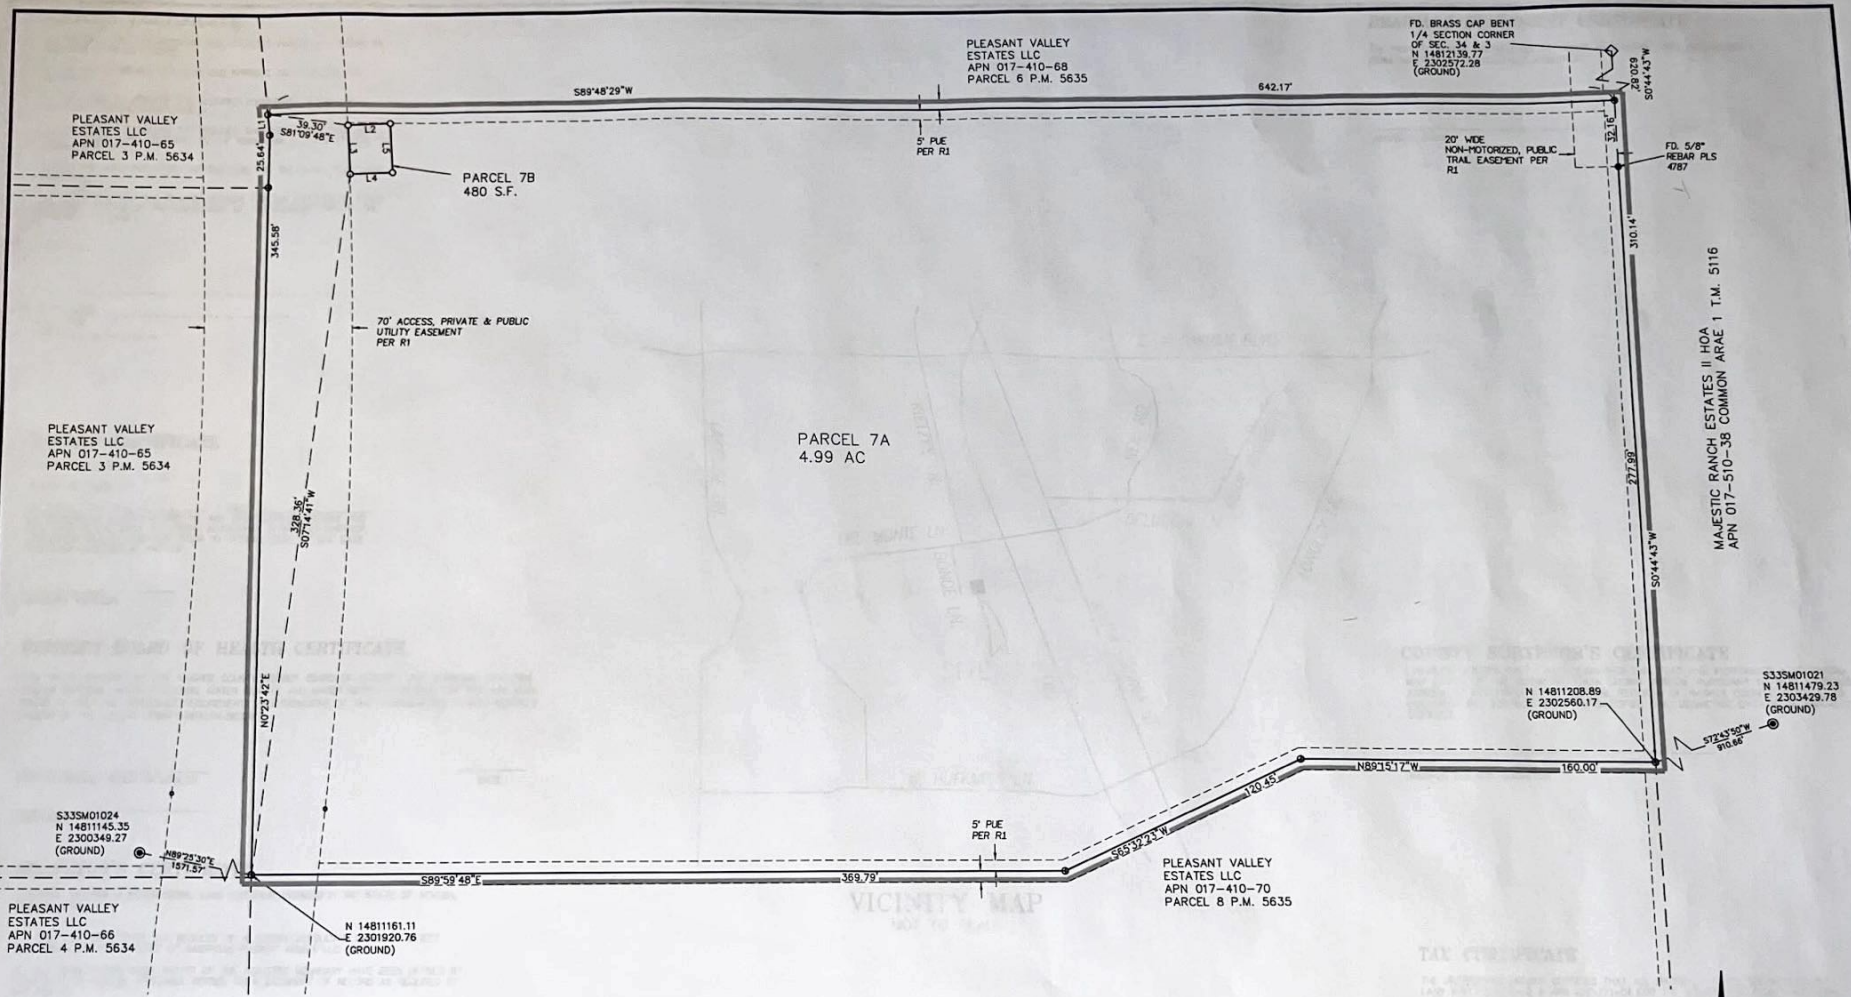 FD. BRASS CAP BENT
1/4 SECTION CORNER
OF SEC. 34 & 3
N 14812139.77
E 2302572.28
(GROUND)
S0°44'43"W
620.82'
PLEASANT VALLEY
ESTATES LLC
APN 017-410-68
PARCEL 6 P.M. 5635
S89°48'29"W
642.17'
PLEASANT VALLEY
ESTATES LLC
APN 017-410-65
PARCEL 3 P.M. 5634
L1
39.30'
S81°09'48"E
L2
L3
L5
L4
25.64'
PARCEL 7B
480 S.F.
5' PUE
PER R1
20' WIDE
NON-MOTORIZED, PUBLIC
TRAIL EASEMENT PER
R1
32.16'
FD. 5/8"
REBAR PLS
4787
345.58'
310.14'
70' ACCESS, PRIVATE & PUBLIC
UTILITY EASEMENT
PER R1
MAJESTIC RANCH ESTATES II HOA
APN 017-510-38 COMMON ARAE 1 T.M. 5116
PLEASANT VALLEY
ESTATES LLC
APN 017-410-65
PARCEL 3 P.M. 5634
PARCEL 7A
4.99 AC
277.99'
328.36'
S07°14'41"W
S0°44'43"W
N0°23'42"E
N 14811208.89
E 2302560.17
(GROUND)
S33SM01021
N 14811479.23
E 2303429.78
(GROUND)
S72°43'50"W
910.66'
N89°15'17"W
160.00'
120.45'
S65°32'23"W
S33SM01024
N 14811145.35
E 2300349.27
(GROUND)
N89°25'30"E
1571.57'
5' PUE
PER R1
S89°59'48"E
369.79'
PLEASANT VALLEY
ESTATES LLC
APN 017-410-70
PARCEL 8 P.M. 5635
PLEASANT VALLEY
ESTATES LLC
APN 017-410-66
PARCEL 4 P.M. 5634
N 14811161.11
E 2301920.76
(GROUND)
VICINITY MAP